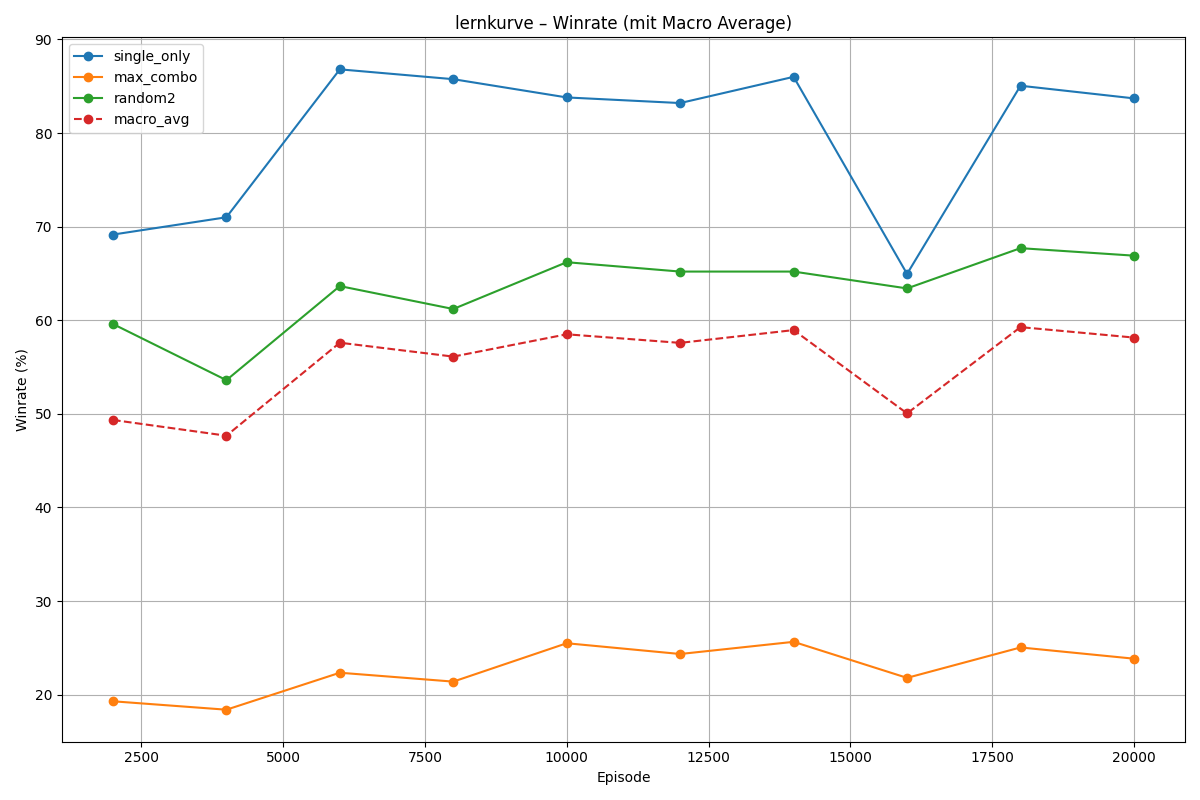 lernkurve – Winrate (mit Macro Average)
single_only
max_combo
random2
macro_avg
Winrate (%)
90
80
70
60
50
40
30
20
2500
5000
7500
10000
12500
15000
17500
20000
Episode